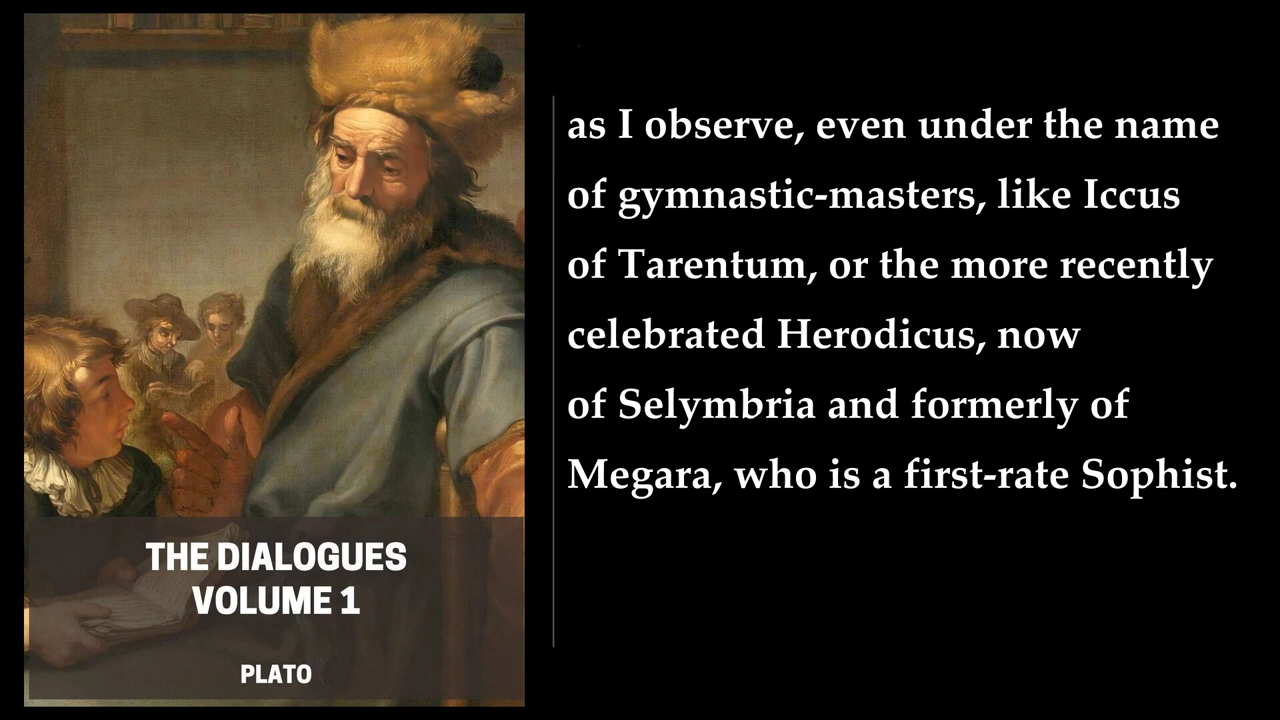 THE DIALOGUES
VOLUME 1
PLATO
as I observe, even under the name
of gymnastic-masters, like Iccus
of Tarentum, or the more recently
celebrated Herodicus, now
of Selymbria and formerly of
Megara, who is a first-rate Sophist.